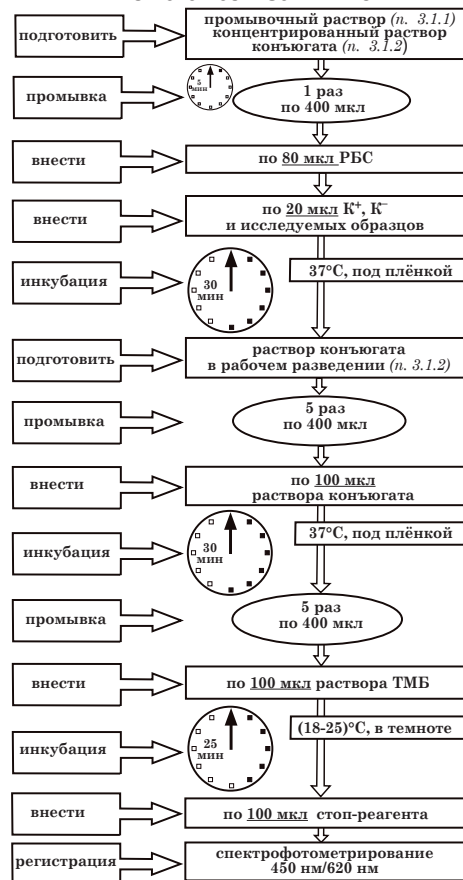 подготовить
промывочный раствор (п. 3.1.1)
концентрированный раствор
конъюгата (п. 3.1.2)
промывка
5
мин
1 раз
по 400 мкл
внести
по 80 мкл РБС
внести
по 20 мкл К⁺, К⁻
и исследуемых образцов
инкубация
30
мин
37°С, под плёнкой
подготовить
раствор конъюгата
в рабочем разведении (п. 3.1.2)
промывка
5 раз
по 400 мкл
внести
по 100 мкл
раствора конъюгата
инкубация
30
мин
37°С, под плёнкой
промывка
5 раз
по 400 мкл
внести
по 100 мкл раствора ТМБ
инкубация
25
мин
(18-25)°С, в темноте
внести
по 100 мкл стоп-реагента
регистрация
спектрофотометрирование
450 нм/620 нм